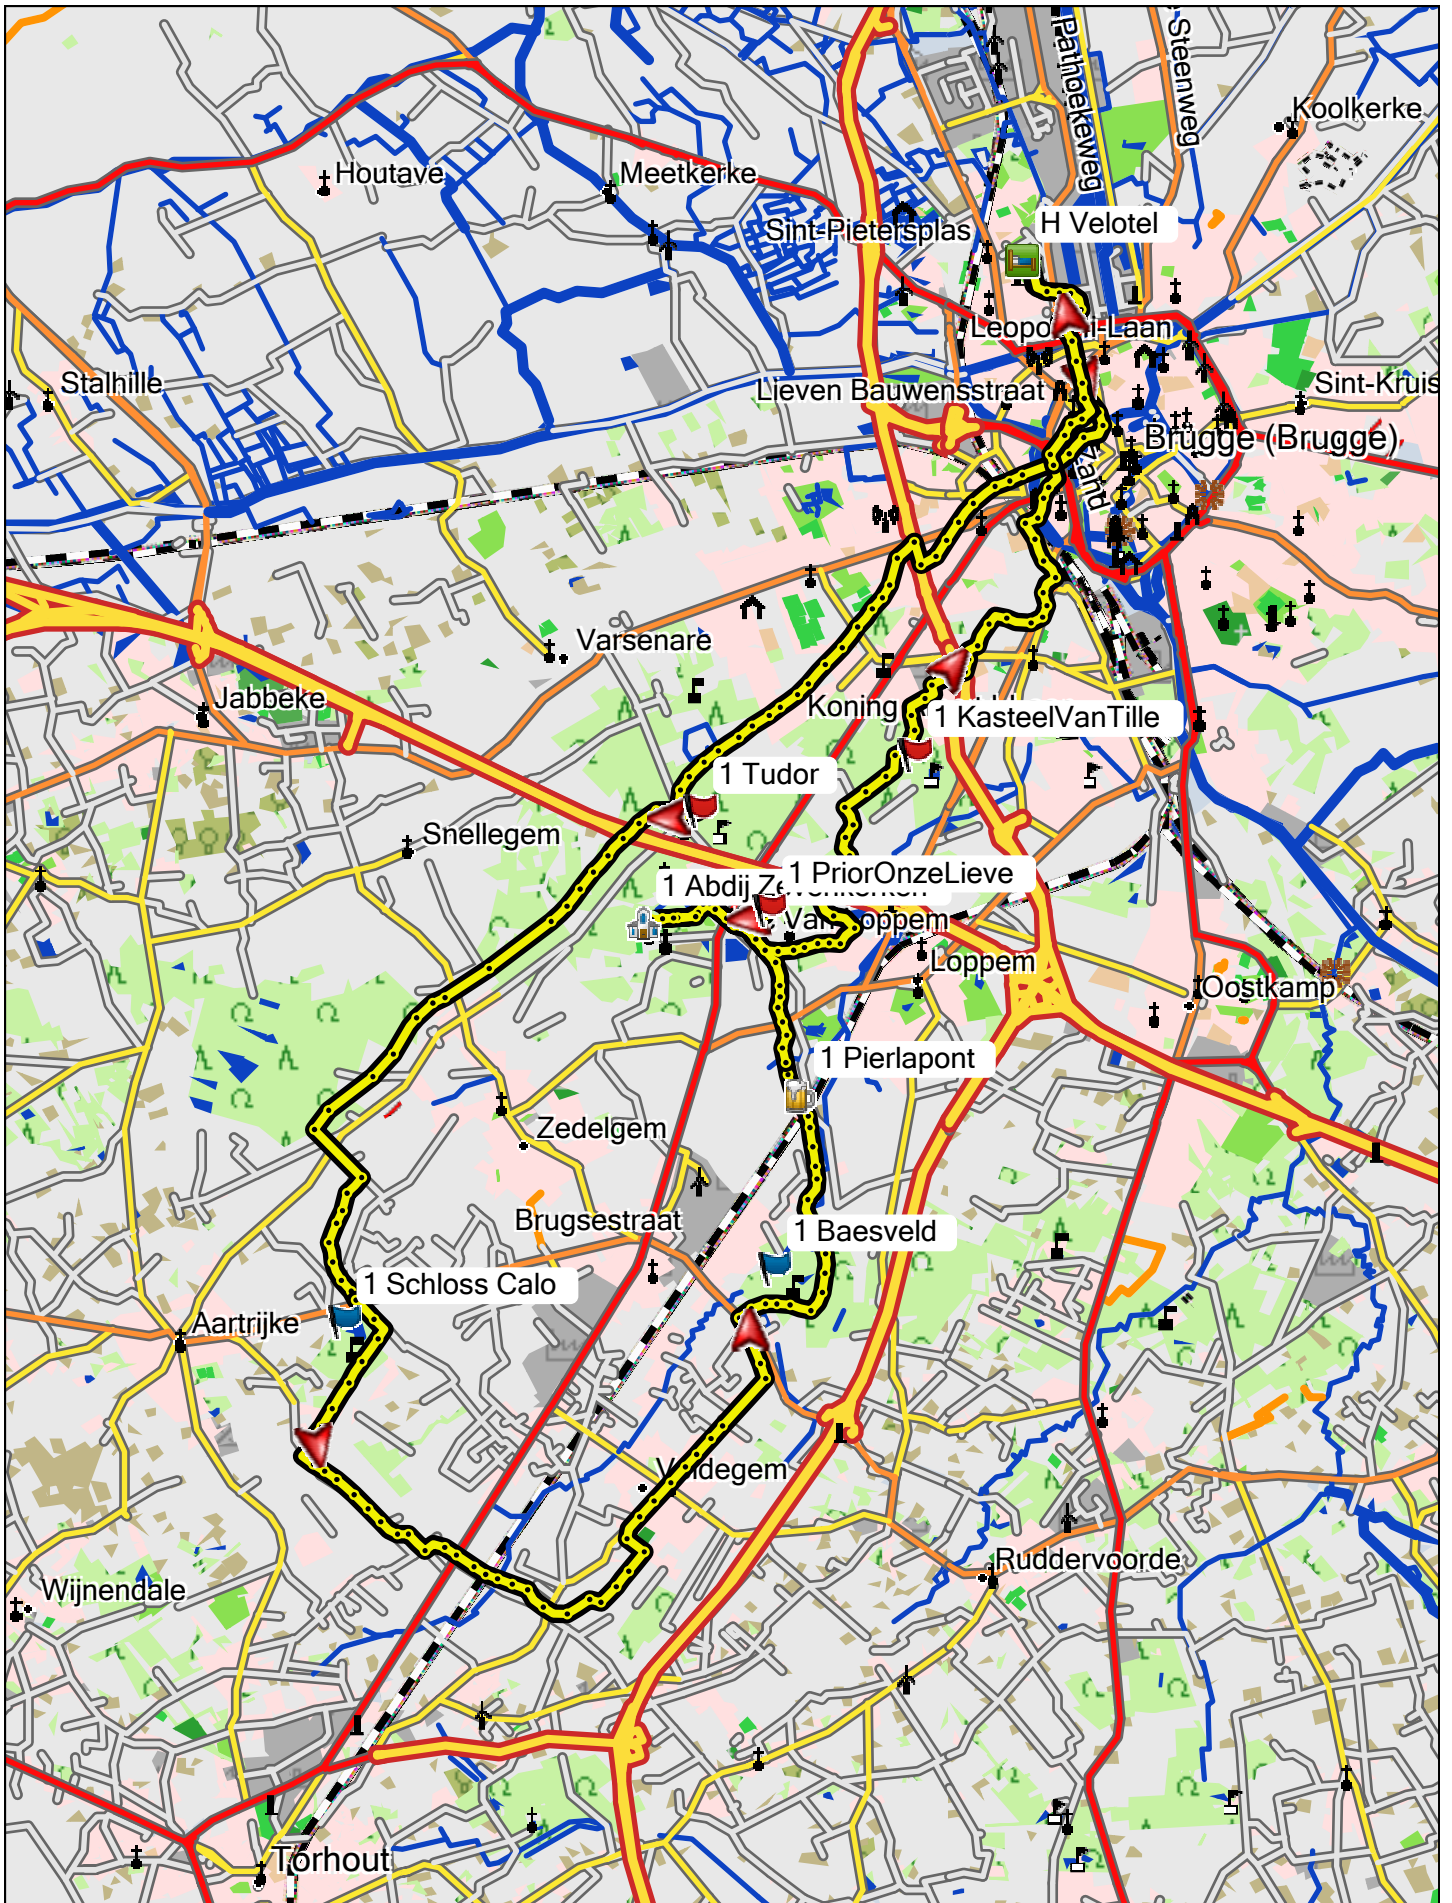 Pathoekeweg
Steenweg
Koolkerke
Houtave
Meetkerke
H Velotel
Sint-Pietersplas
Stalhille
Lieven Bauwensstraat
Sint-Kruis
Brugge (Brugge)
Varsenare
Jabbeke
Koning
1 KasteelVanTille
1 Tudor
Snellegem
1 PriorOnzeLieve
1 Abdij
Loppem
Oostkamp
1 Pierlapont
Zedelgem
Brugsestraat
1 Baesveld
1 Schloss Calo
Aartrijke
Ruddervoorde
Wijnendale
Torhout